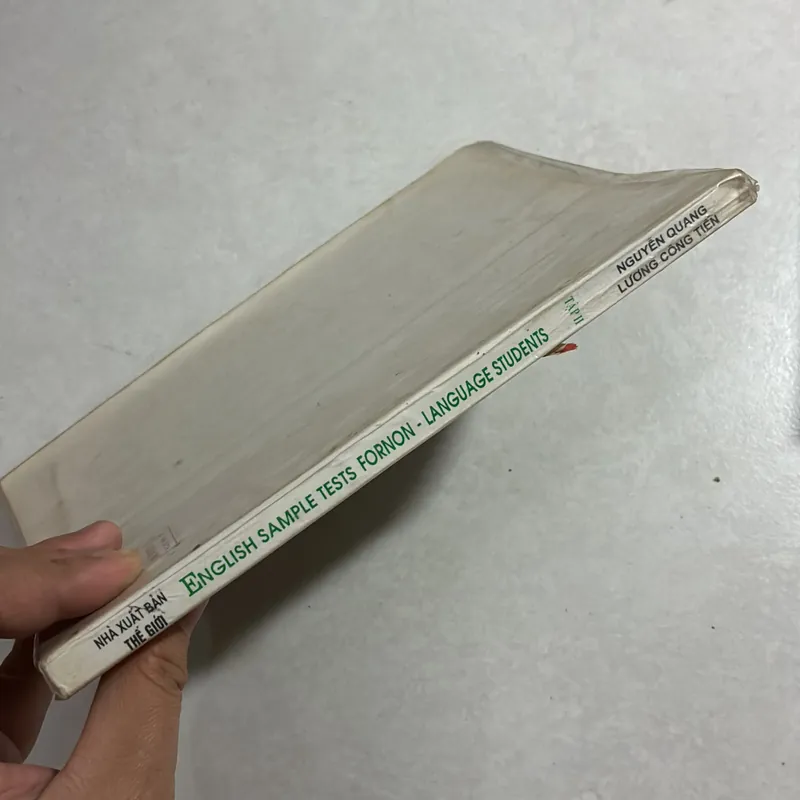 NHÀ XUẤT BẢN
THẾ GIỚI
ENGLISH SAMPLE TESTS FORNON - LANGUAGE STUDENTS
TẬP II
NGUYỄN QUANG
LƯƠNG CÔNG TIẾN